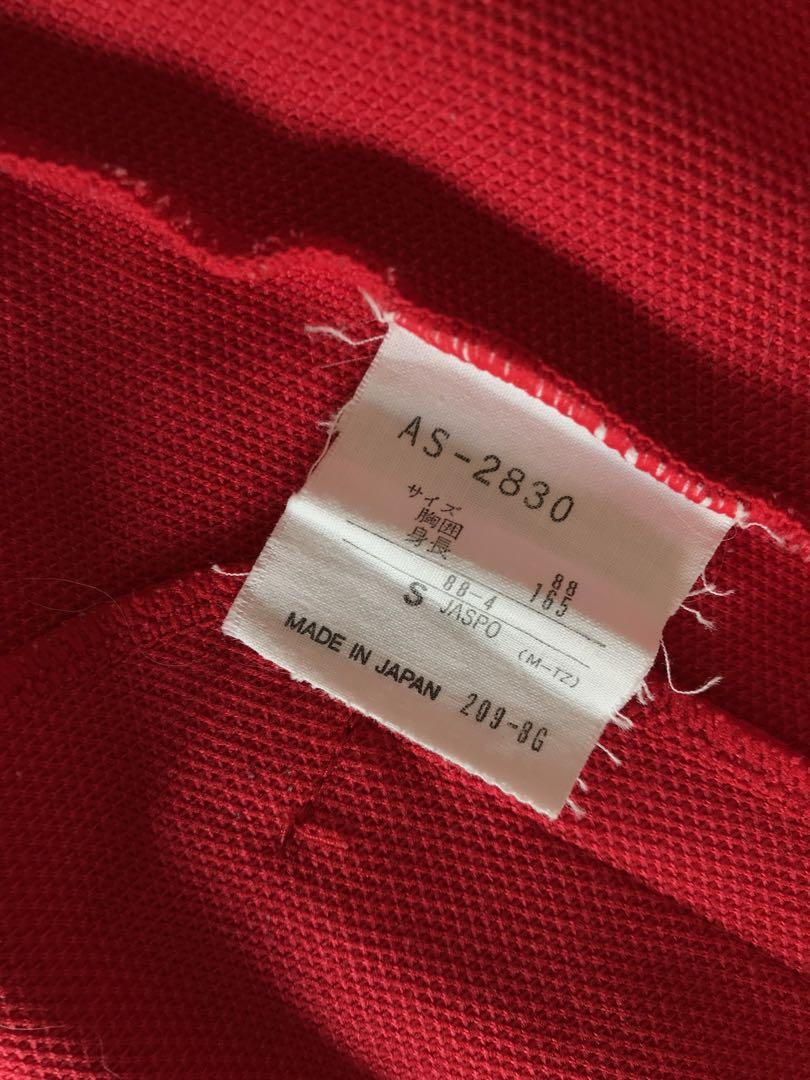 AS-2830
サイズ
胸囲 88
身長 165
88-4
S JASPO (M-TZ)
MADE IN JAPAN 209-8G